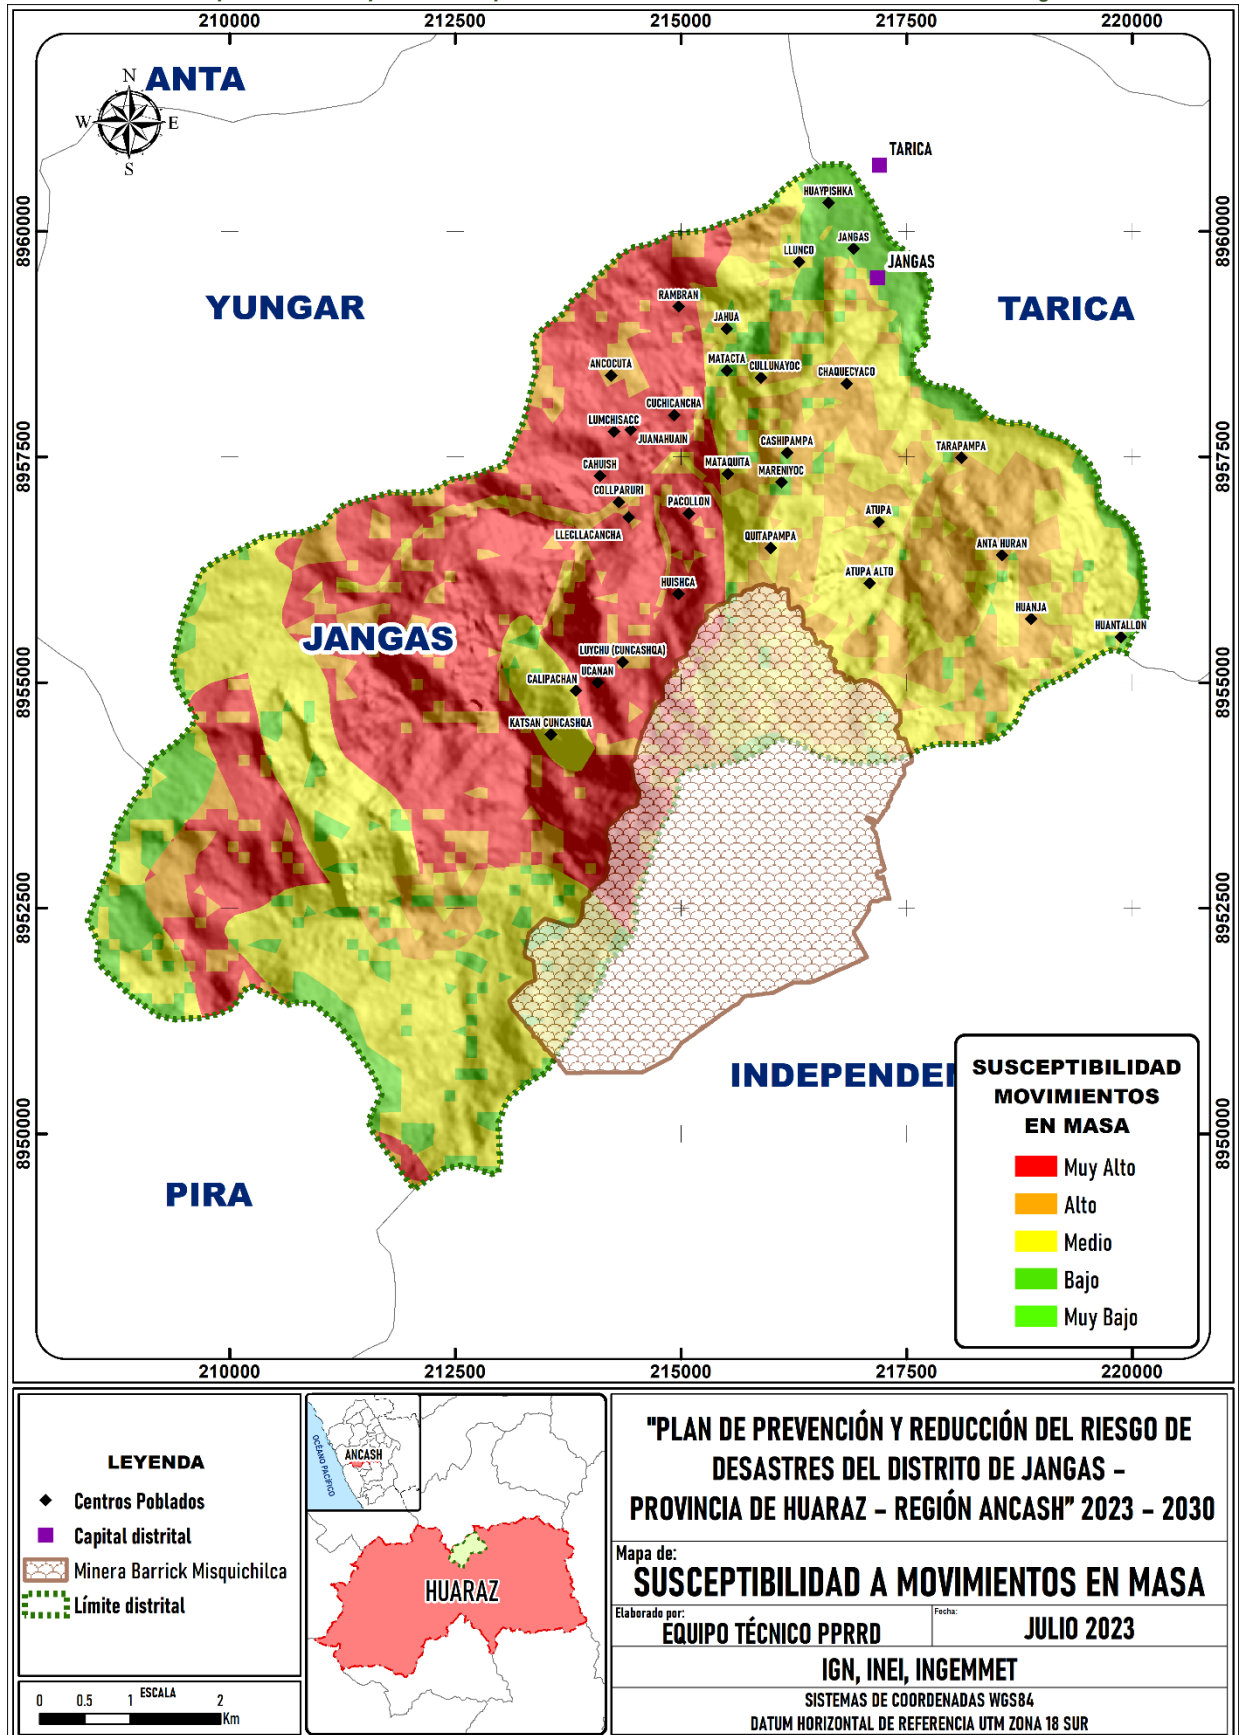 210000
212500
215000
217500
220000
ANTA
N
W
E
S
TARICA
HUAYPISHKA
8960000
8960000
JANGAS
LLUNCO
JANGAS
YUNGAR
TARICA
RAMBRAN
JAHUA
ANCOCUTA
MATACTA
CULLUNAYOC
CHAQUECYACO
CUCHICANCHA
LUMCHISACC
JUANAHUAIN
CASHIPAMPA
TARAPAMPA
8957500
8957500
CAHUISH
MATAQUITA
MARENIYOC
COLLPARURI
PACOLLON
ATUPA
LLECLLACANCHA
QUITAPAMPA
ANTA HURAN
ATUPA ALTO
HUISHCA
HUANJA
HUANTALLON
JANGAS
LUYCHU (CUNCASHQA)
UCANAN
CALIPACHAN
8955000
8955000
KATSAN CUNCASHQA
8952500
8952500
INDEPENDEN
8950000
8950000
PIRA
SUSCEPTIBILIDAD
MOVIMIENTOS
EN MASA
Muy Alto
Alto
Medio
Bajo
Muy Bajo
210000
212500
215000
217500
220000
LEYENDA
Centros Poblados
Capital distrital
Minera Barrick Misquichilca
Límite distrital
0 0.5 1 ESCALA 2
Km
OCÉANO PACÍFICO
ANCASH
HUARAZ
"PLAN DE PREVENCIÓN Y REDUCCIÓN DEL RIESGO DE
DESASTRES DEL DISTRITO DE JANGAS –
PROVINCIA DE HUARAZ – REGIÓN ANCASH" 2023 – 2030
Mapa de:
SUSCEPTIBILIDAD A MOVIMIENTOS EN MASA
Elaborado por:
EQUIPO TÉCNICO PPRRD
Fecha:
JULIO 2023
IGN, INEI, INGEMMET
SISTEMAS DE COORDENADAS WGS84
DATUM HORIZONTAL DE REFERENCIA UTM ZONA 18 SUR